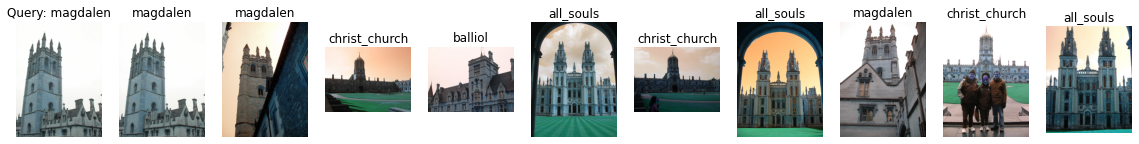 Query: magdalen
magdalen
magdalen
christ_church
balliol
all_souls
christ_church
all_souls
magdalen
christ_church
all_souls